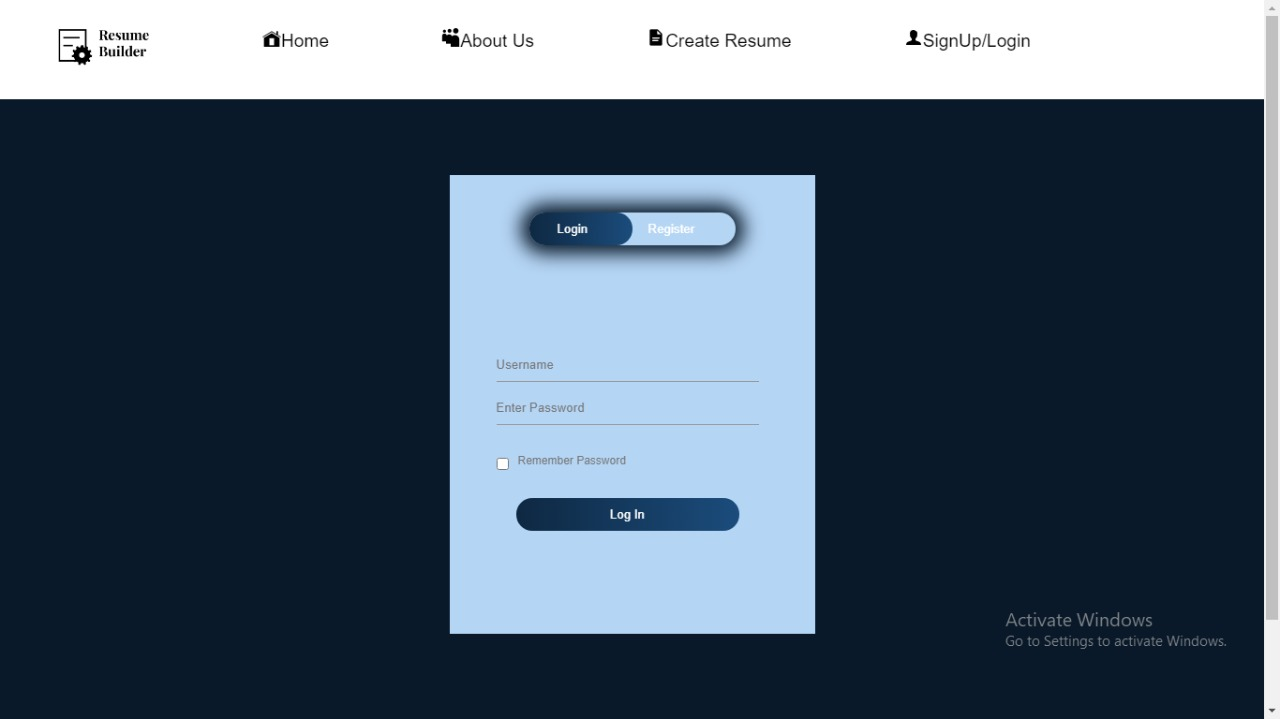 Resume
Builder
Home
About Us
Create Resume
SignUp/Login
Login
Register
Username
Enter Password
Remember Password
Log In
Activate Windows
Go to Settings to activate Windows.